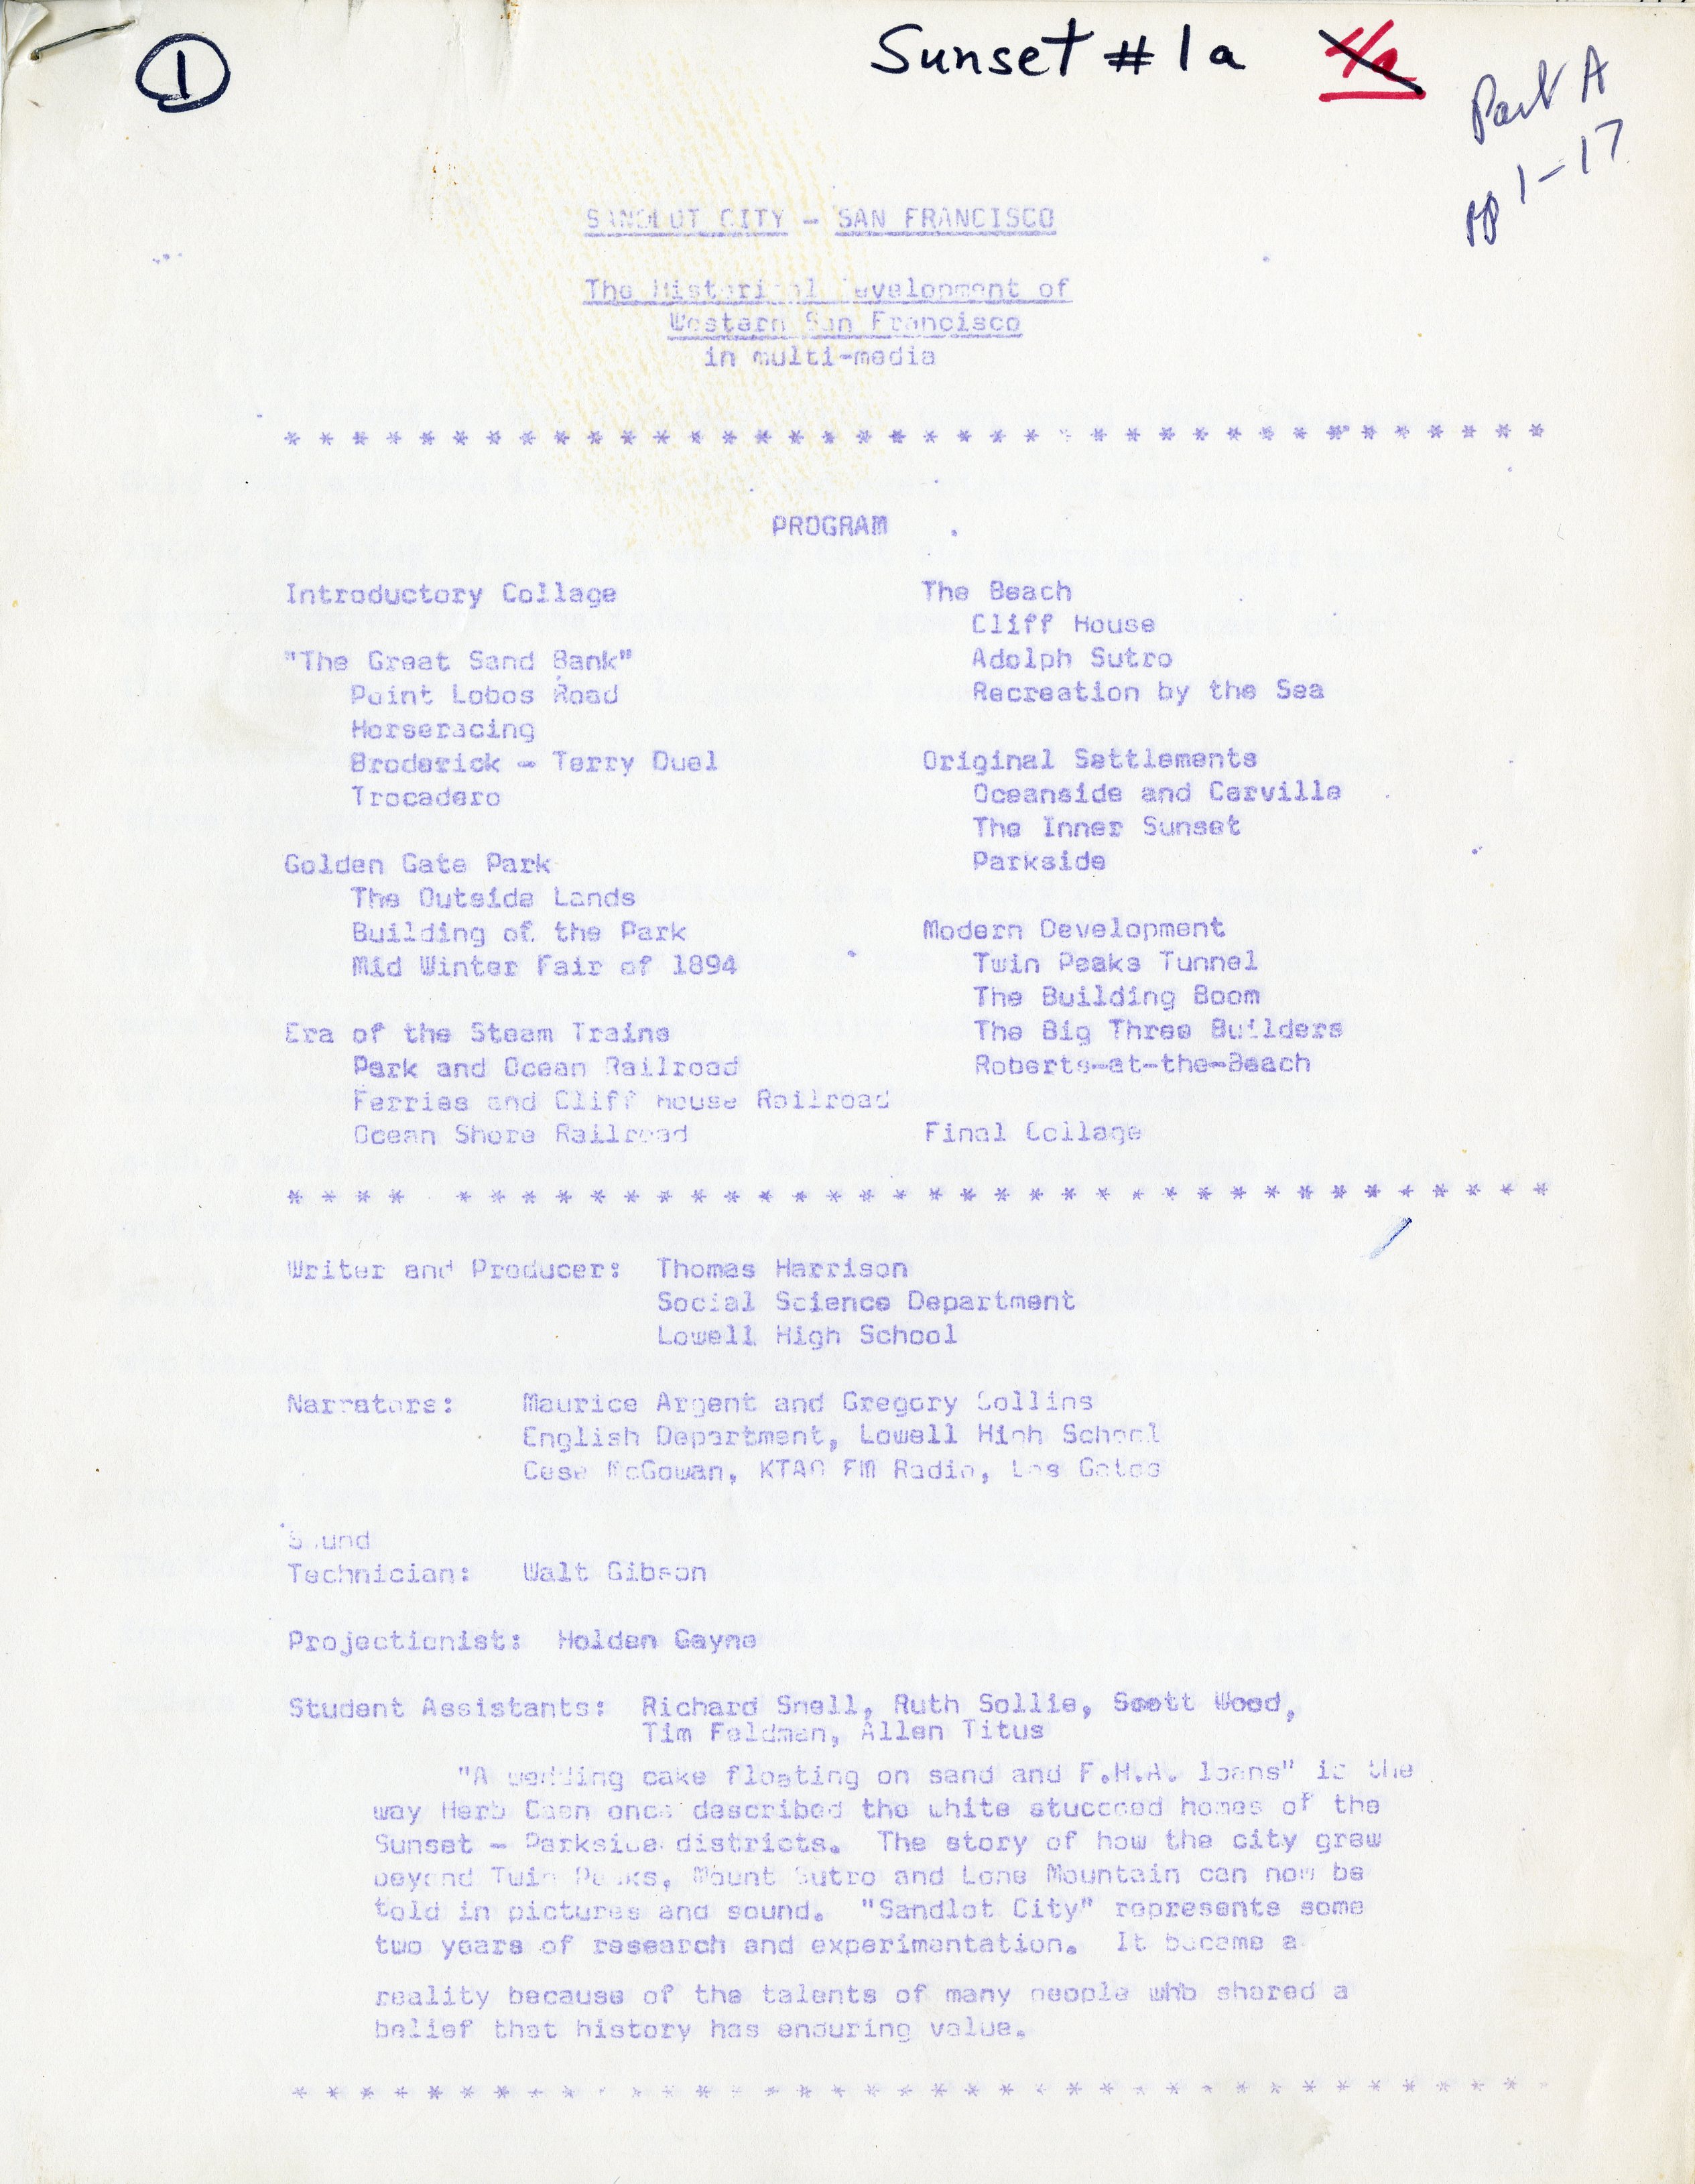 1
Sunset #1a
Part A
pp 1-17
SANDLOT CITY - SAN FRANCISCO
The Historical Development of
Western San Francisco
in multi-media
* * * * * * * * * * * * * * * * * * * * * * * * * * * * * * * * * * * * * *
PROGRAM
Introductory Collage
"The Great Sand Bank"
Point Lobos Road
Horseracing
Broderick - Terry Duel
Trocadero
Golden Gate Park
The Outside Lands
Building of the Park
Mid Winter Fair of 1894
Era of the Steam Trains
Park and Ocean Railroad
Ferries and Cliff House Railroad
Ocean Shore Railroad
The Beach
Cliff House
Adolph Sutro
Recreation by the Sea
Original Settlements
Oceanside and Carville
The Inner Sunset
Parkside
Modern Development
Twin Peaks Tunnel
The Building Boom
The Big Three Builders
Roberts-at-the-Beach
Final Collage
* * * * * * * * * * * * * * * * * * * * * * * * * * * * * * * * * * * * *
Writer and Producer: Thomas Harrison
Social Science Department
Lowell High School
Narrators: Maurice Argent and Gregory Collins
English Department, Lowell High School
Cese McGowan, KTAO FM Radio, Los Gatos
Sound
Technician: Walt Gibson
Projectionist: Holden Gayne
Student Assistants: Richard Snell, Ruth Sollie, Scott Wood,
Tim Feldman, Allen Titus
"A wedding cake floating on sand and F.H.A. loans" is the
way Herb Caen once described the white stuccoed homes of the
Sunset - Parkside districts. The story of how the city grew
beyond Twin Peaks, Mount Sutro and Lone Mountain can now be
told in pictures and sound. "Sandlot City" represents some
two years of research and experimentation. It became a
reality because of the talents of many people who shared a
belief that history has enduring value.
* * * * * * * * * * * * * * * * * * * * * * * * * * * * * * * * * * * * * *